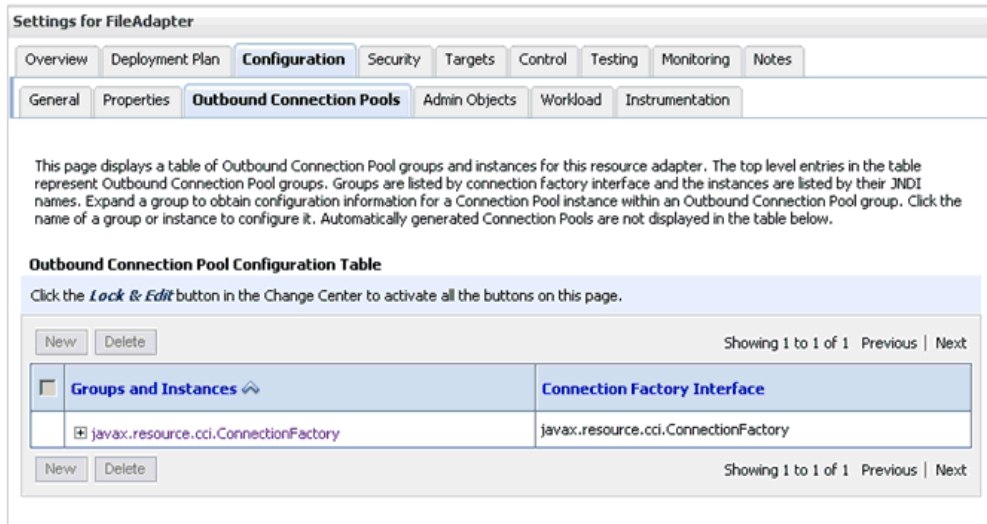 Settings for FileAdapter
Overview Deployment Plan Configuration Security Targets Control Testing Monitoring Notes
General Properties Outbound Connection Pools Admin Objects Workload Instrumentation
This page displays a table of Outbound Connection Pool groups and instances for this resource adapter. The top level entries in the table
represent Outbound Connection Pool groups. Groups are listed by connection factory interface and the instances are listed by their JNDI
names. Expand a group to obtain configuration information for a Connection Pool instance within an Outbound Connection Pool group. Click the
name of a group or instance to configure it. Automatically generated Connection Pools are not displayed in the table below.
Outbound Connection Pool Configuration Table
Click the Lock & Edit button in the Change Center to activate all the buttons on this page.
New Delete Showing 1 to 1 of 1 Previous | Next
Groups and Instances Connection Factory Interface
javax.resource.cci.ConnectionFactory javax.resource.cci.ConnectionFactory
New Delete Showing 1 to 1 of 1 Previous | Next